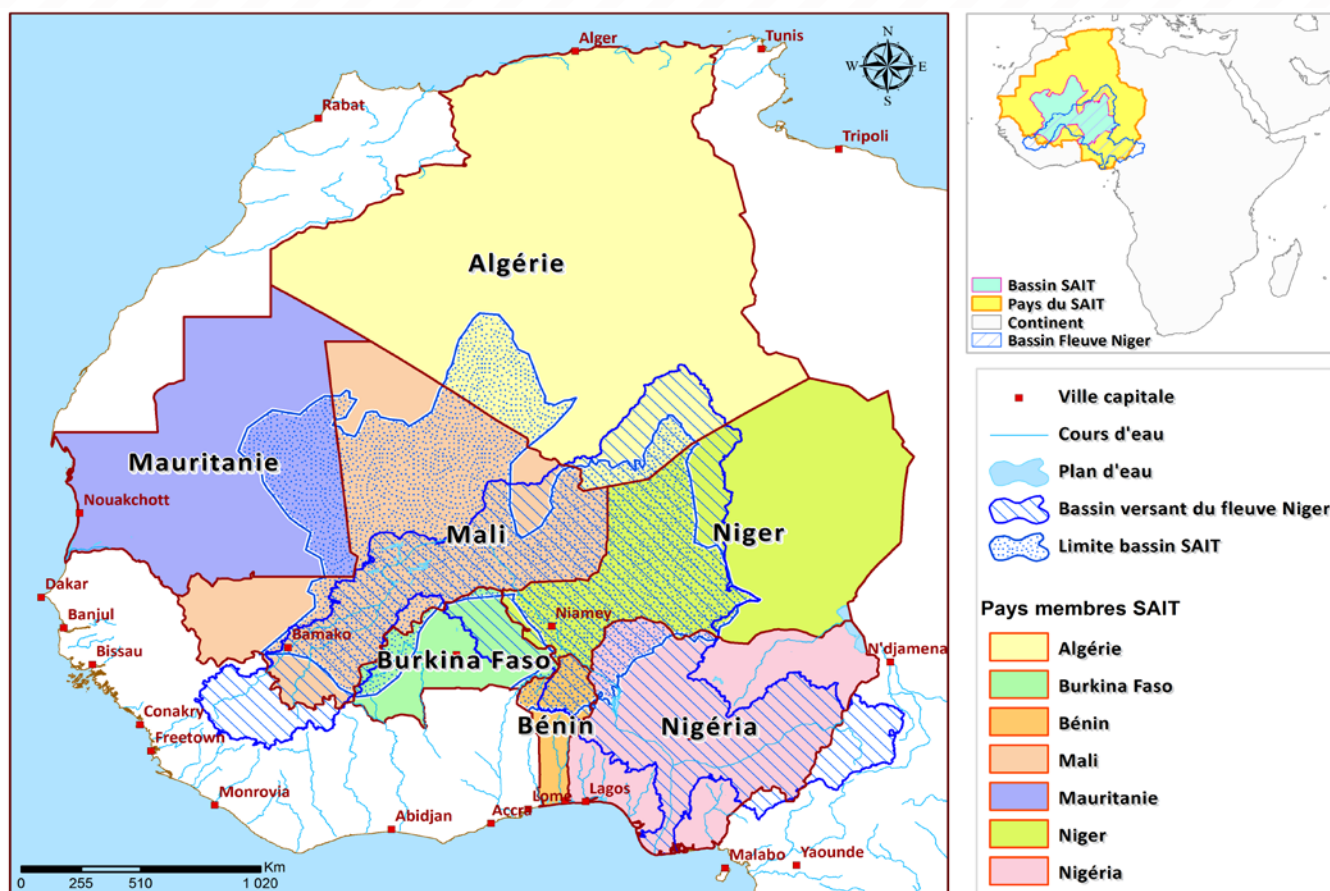 Alger
Tunis
N
W E
S
Rabat
Tripoli
Algérie
Mauritanie
Nouakchott
Mali
Niger
Dakar
Banjul
Bissau
Bamako
Niamey
Burkina Faso
N'djamena
Conakry
Freetown
Bénin
Nigéria
Monrovia
Abidjan
Accra
Lomé
Lagos
Malabo
Yaounde
Km
0 255 510 1 020
Bassin SAIT
Pays du SAIT
Continent
Bassin Fleuve Niger
Ville capitale
Cours d'eau
Plan d'eau
Bassin versant du fleuve Niger
Limite bassin SAIT
Pays membres SAIT
Algérie
Burkina Faso
Bénin
Mali
Mauritanie
Niger
Nigéria